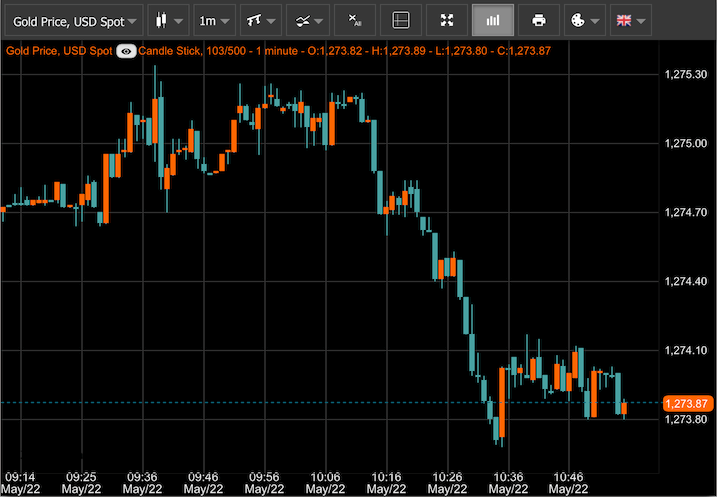 Gold Price, USD Spot 1m All
Gold Price, USD Spot Candle Stick, 103/500 - 1 minute - O:1,273.82 - H:1,273.89 - L:1,273.80 - C:1,273.87
1,275.30
1,275.00
1,274.70
1,274.40
1,274.10
1,273.87
1,273.80
09:14 09:25 09:36 09:46 09:56 10:06 10:16 10:26 10:36 10:46
May/22 May/22 May/22 May/22 May/22 May/22 May/22 May/22 May/22 May/22